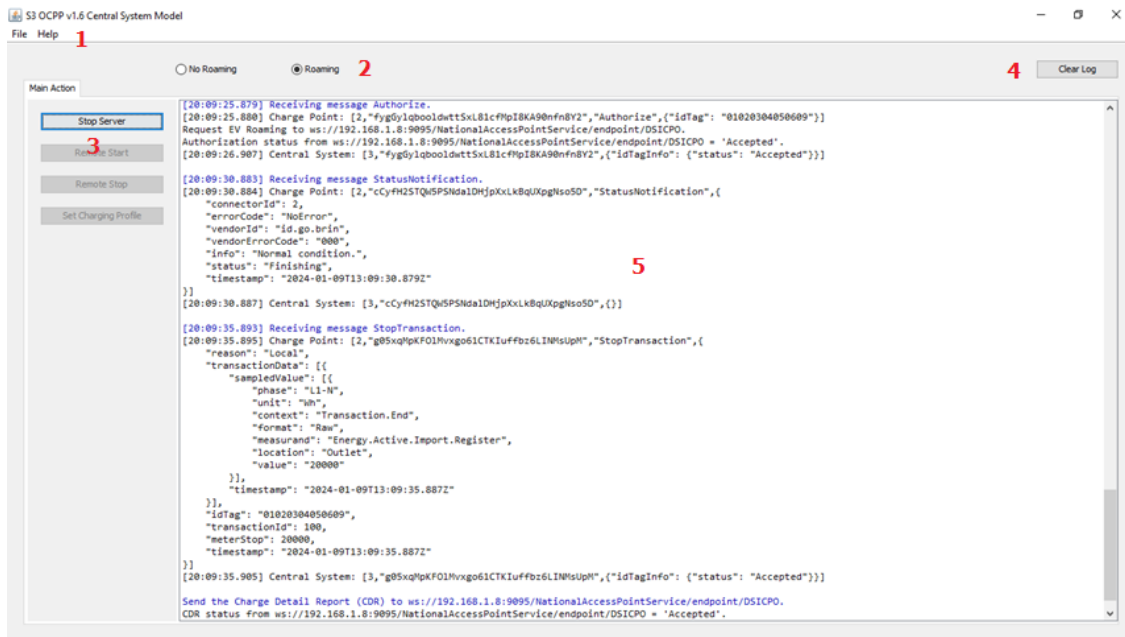 S3 OCPP v1.6 Central System Model
File Help
1
No Roaming Roaming 2
4 Clear Log
Main Action
Stop Server
3
Remote Start
Remote Stop
Set Charging Profile
[20:09:25.879] Receiving message Authorize.
[20:09:25.880] Charge Point: [2,"fygGylqbooldwttSxL81cfMpI8KA90nfn8Y2","Authorize",{"idTag": "01020304050609"}]
Request EV Roaming to ws://192.168.1.8:9095/NationalAccessPointService/endpoint/DSICPO.
Authorization status from ws://192.168.1.8:9095/NationalAccessPointService/endpoint/DSICPO = 'Accepted'.
[20:09:26.907] Central System: [3,"fygGylqbooldwttSxL81cfMpI8KA90nfn8Y2",{"idTagInfo": {"status": "Accepted"}}]
[20:09:30.883] Receiving message StatusNotification.
[20:09:30.884] Charge Point: [2,"cCyfH2STQW5PSNdalDHjpXxLkBqUXpgNso5D","StatusNotification",{
"connectorId": 2,
"errorCode": "NoError",
"vendorId": "id.go.brin",
"vendorErrorCode": "000",
"info": "Normal condition.",
"status": "Finishing",
"timestamp": "2024-01-09T13:09:30.879Z"
}]
5
[20:09:30.887] Central System: [3,"cCyfH2STQW5PSNdalDHjpXxLkBqUXpgNso5D",{}]
[20:09:35.893] Receiving message StopTransaction.
[20:09:35.895] Charge Point: [2,"g05xqMpKFOlMvxgo61CTKIuffbz6LINMsUpM","StopTransaction",{
"reason": "Local",
"transactionData": [{
"sampledValue": [{
"phase": "L1-N",
"unit": "Wh",
"context": "Transaction.End",
"format": "Raw",
"measurand": "Energy.Active.Import.Register",
"location": "Outlet",
"value": "20000"
}],
"timestamp": "2024-01-09T13:09:35.887Z"
}],
"idTag": "01020304050609",
"transactionId": 100,
"meterStop": 20000,
"timestamp": "2024-01-09T13:09:35.887Z"
}]
[20:09:35.905] Central System: [3,"g05xqMpKFOlMvxgo61CTKIuffbz6LINMsUpM",{"idTagInfo": {"status": "Accepted"}}]
Send the Charge Detail Report (CDR) to ws://192.168.1.8:9095/NationalAccessPointService/endpoint/DSICPO.
CDR status from ws://192.168.1.8:9095/NationalAccessPointService/endpoint/DSICPO = 'Accepted'.